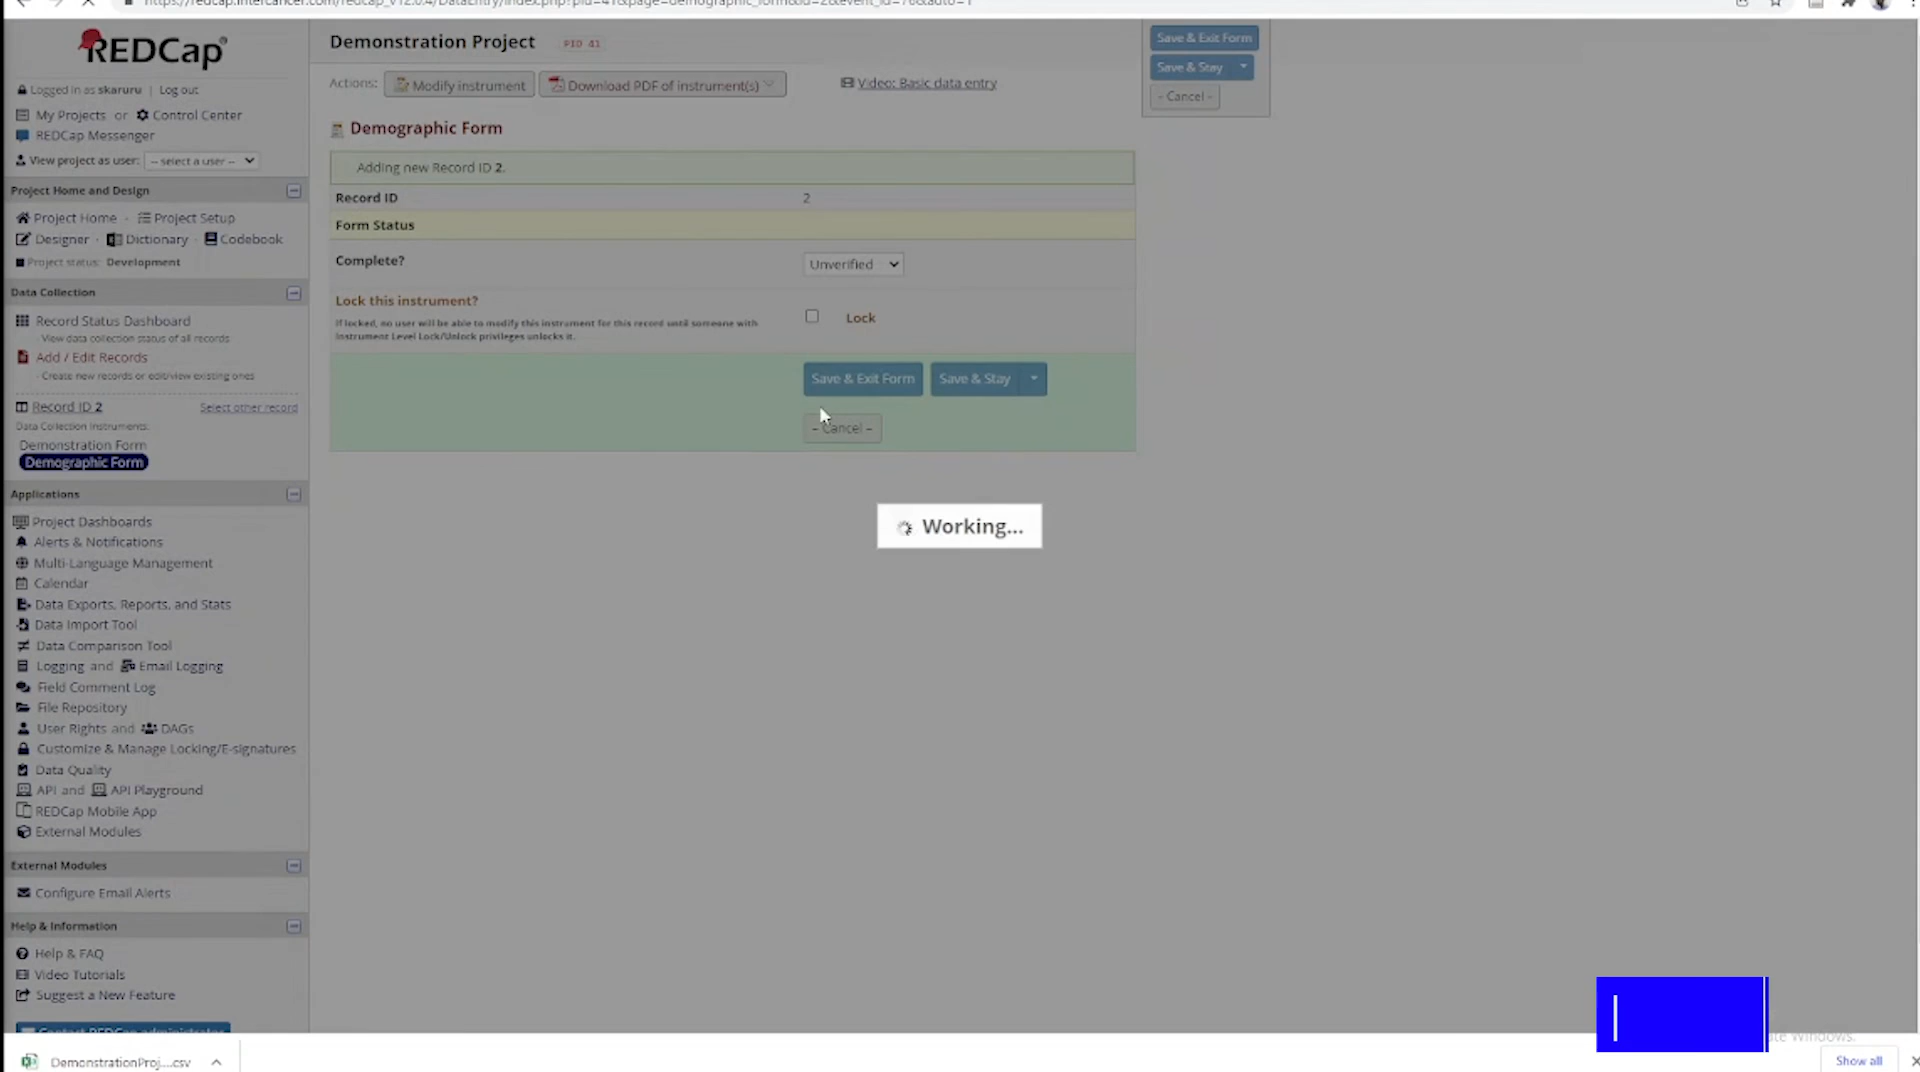 REDCap
Logged in as skaruru | Log out
My Projects or Control Center
REDCap Messenger
View project as user: -- select a user --
Project Home and Design
Project Home · Project Setup
Designer · Dictionary · Codebook
Project status: Development
Data Collection
Record Status Dashboard
- View data collection status of all records
Add / Edit Records
- Create new records or edit/view existing ones
Record ID 2 Select other record
Data Collection Instruments:
Demonstration Form
Demographic Form
Applications
Project Dashboards
Alerts & Notifications
Multi-Language Management
Calendar
Data Exports, Reports, and Stats
Data Import Tool
Data Comparison Tool
Logging and Email Logging
Field Comment Log
File Repository
User Rights and DAGs
Customize & Manage Locking/E-signatures
Data Quality
API and API Playground
REDCap Mobile App
External Modules
External Modules
Configure Email Alerts
Help & Information
Help & FAQ
Video Tutorials
Suggest a New Feature
Contact REDCap administrator
Demonstration Project PID 41
Actions: Modify instrument Download PDF of instrument(s) Video: Basic data entry
Demographic Form
Adding new Record ID 2.
Record ID 2
Form Status
Complete? Unverified
Lock this instrument?
If locked, no user will be able to modify this instrument for this record until someone with
Instrument Level Lock/Unlock privileges unlocks it.
Lock
Save & Exit Form Save & Stay
-- Cancel --
Working...
Save & Exit Form
Save & Stay
-- Cancel --
Windows.
DemonstrationProj....csv
Show all